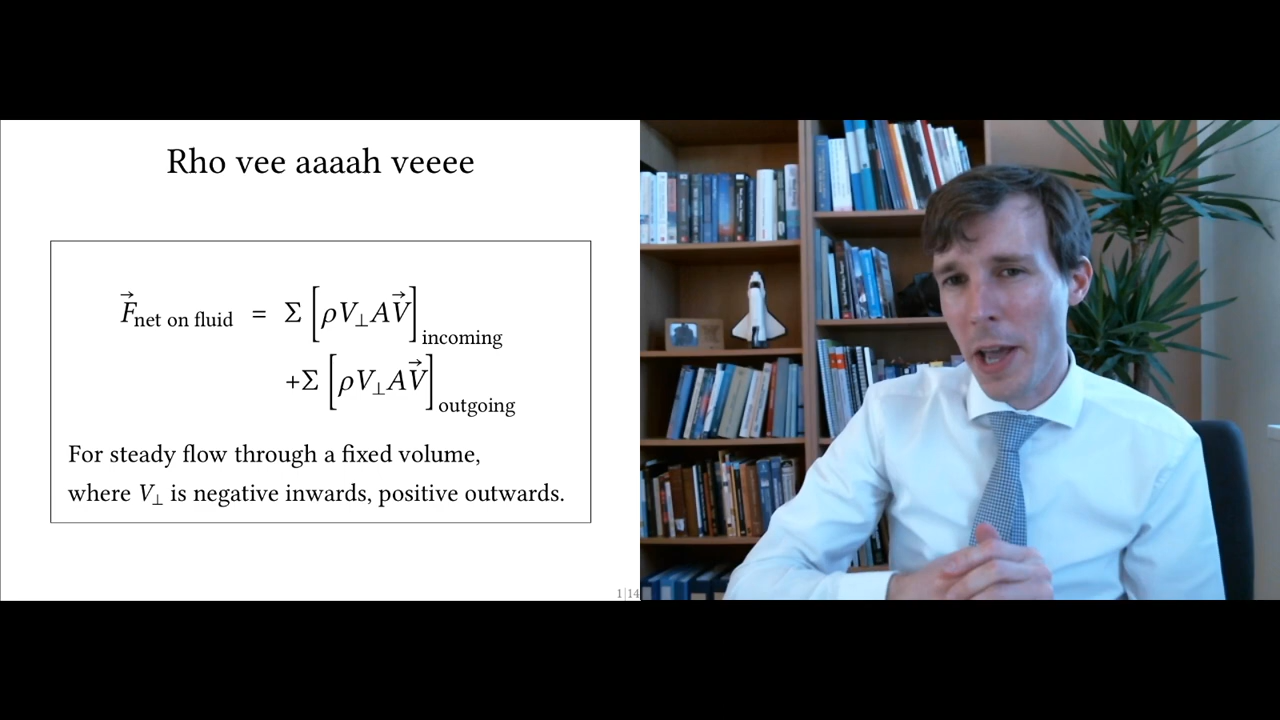 Rho vee aaaah veeee
F⃗net on fluid = Σ [ρV⊥AV⃗]incoming
+Σ [ρV⊥AV⃗]outgoing
For steady flow through a fixed volume,
where V⊥ is negative inwards, positive outwards.
1|14